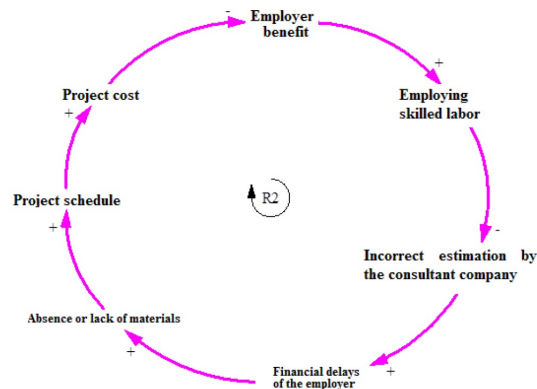 -
Employer
benefit
+
Employing
skilled labor
-
Incorrect estimation by
the consultant company
+
Financial delays
of the employer
+
Absence or lack of materials
+
Project schedule
+
Project cost
R2